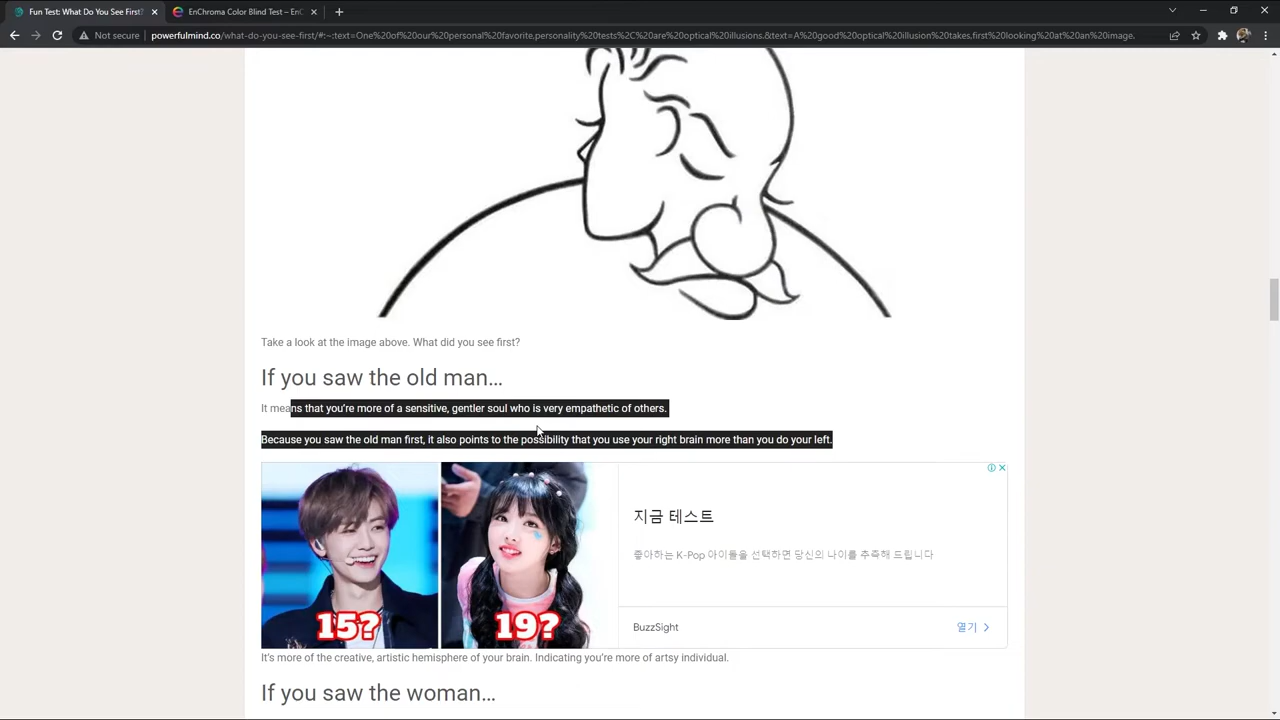 Fun Test: What Do You See First?
EnChroma Color Blind Test – EnC
Not secure
powerfulmind.co/what-do-you-see-first/#:~:text=One%20of%20our%20personal%20favorite,personality%20tests%2C%20are%20optical%20illusions.&text=A%20good%20optical%20illusion%20takes,first%20looking%20at%20an%20image.
Take a look at the image above. What did you see first?
If you saw the old man…
It means that you’re more of a sensitive, gentler soul who is very empathetic of others.
Because you saw the old man first, it also points to the possibility that you use your right brain more than you do your left.
15?
19?
지금 테스트
좋아하는 K-Pop 아이돌을 선택하면 당신의 나이를 추측해 드립니다
BuzzSight
열기
It’s more of the creative, artistic hemisphere of your brain. Indicating you’re more of artsy individual.
If you saw the woman…